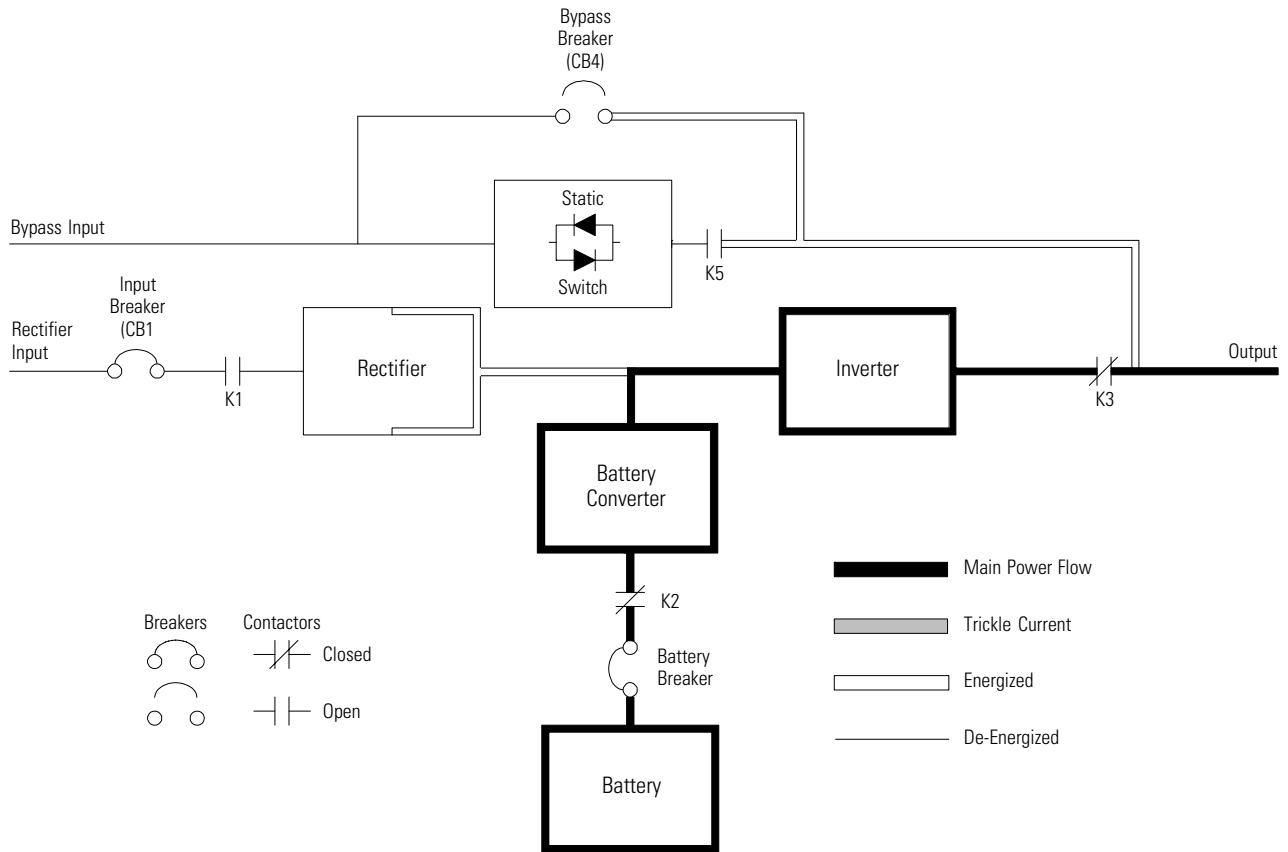 Bypass
Breaker
(CB4)
Static
Switch
Bypass Input
K5
Input
Breaker
(CB1
Rectifier
Input
K1
Rectifier
Inverter
K3
Output
Battery
Converter
K2
Battery
Breaker
Battery
Breakers
Contactors
Closed
Open
Main Power Flow
Trickle Current
Energized
De-Energized